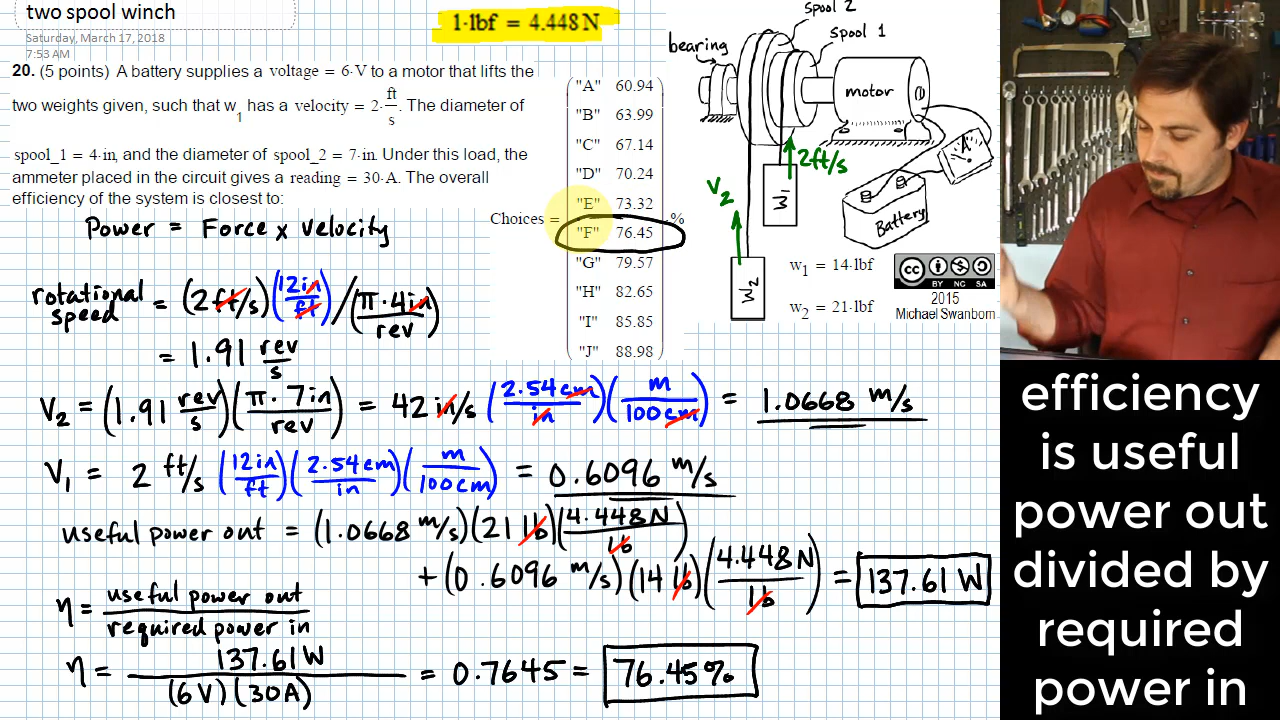 two spool winch
Saturday, March 17, 2018
7:53 AM
1·lbf = 4.448 N
20. (5 points) A battery supplies a voltage = 6·V to a motor that lifts the
two weights given, such that w1 has a velocity = 2·ft/s. The diameter of
spool_1 = 4·in, and the diameter of spool_2 = 7·in. Under this load, the
ammeter placed in the circuit gives a reading = 30·A. The overall
efficiency of the system is closest to:
Choices =
"A" 60.94
"B" 63.99
"C" 67.14
"D" 70.24
"E" 73.32
"F" 76.45
"G" 79.57
"H" 82.65
"I" 85.85
"J" 88.98
%
spool 2
spool 1
bearing
motor
A
2ft/s
V2
W1
W2
Battery
w1 = 14·lbf
w2 = 21·lbf
cc
BY NC SA
2015
Michael Swanbom
Power = Force x Velocity
rotational speed = (2 ft/s)(12in/ft)/(π·4in/rev)
= 1.91 rev/s
V2 = (1.91 rev/s)(π·7in/rev) = 42 in/s (2.54 cm/in)(m/100cm) = 1.0668 m/s
V1 = 2 ft/s (12in/ft)(2.54 cm/in)(m/100cm) = 0.6096 m/s
useful power out = (1.0668 m/s)(21 lb)(4.448N/lb)
+ (0.6096 m/s)(14 lb)(4.448N/lb) = 137.61 W
η = useful power out/required power in
η = 137.61W/(6V)(30A) = 0.7645 = 76.45%
efficiency
is useful
power out
divided by
required
power in